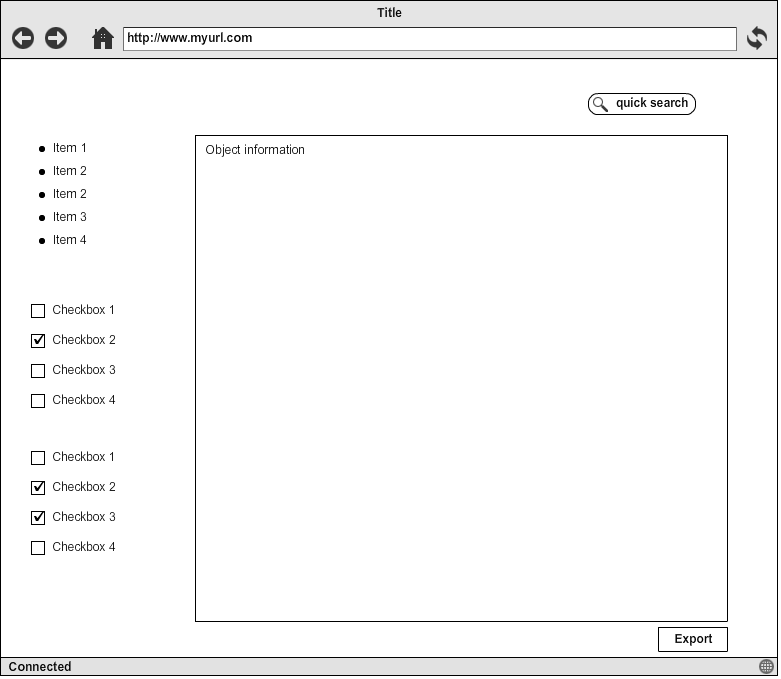 Title
http://www.myurl.com
quick search
Item 1
Item 2
Item 2
Item 3
Item 4
Object information
Checkbox 1
Checkbox 2
Checkbox 3
Checkbox 4
Checkbox 1
Checkbox 2
Checkbox 3
Checkbox 4
Export
Connected